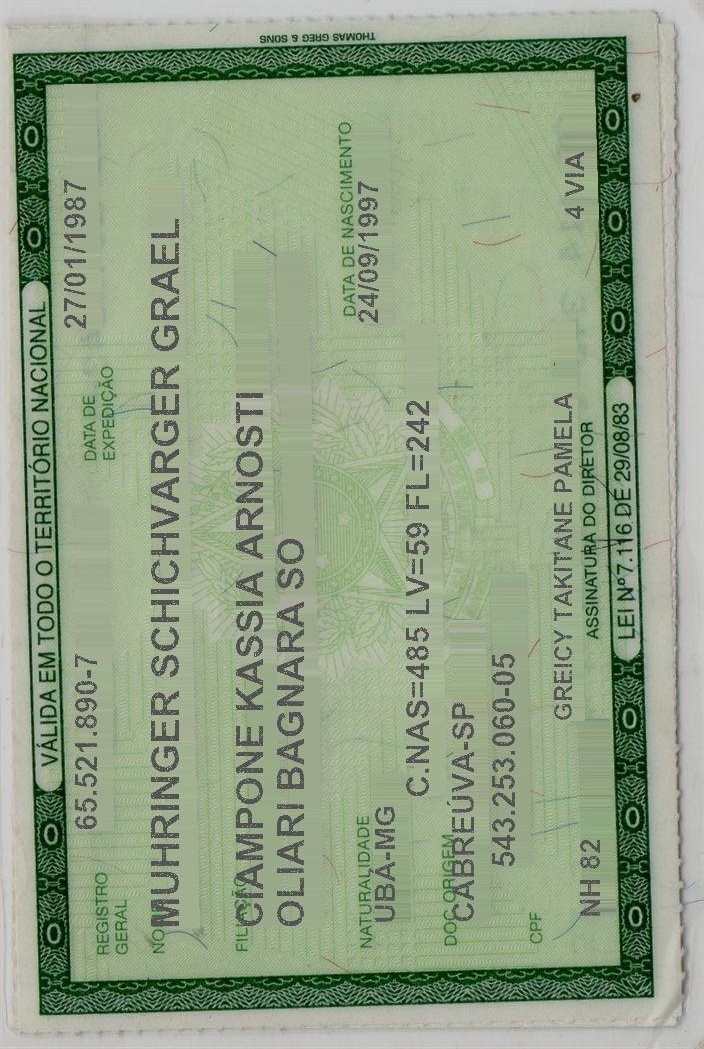 VÁLIDA EM TODO O TERRITÓRIO NACIONAL
REGISTRO GERAL 65.521.890-7 DATA DE EXPEDIÇÃO 27/01/1987
MUHRINGER SCHICHVARGER GRAEL
CIAMPONE KASSIA ARNOSTI
OLIARI BAGNARA SO
NATURALIDADE DATA DE NASCIMENTO
UBA-MG 24/09/1997
DOC ORIGEM C.NAS=485 LV=59 FL=242
CABREÚVA-SP
CPF 543.253.060-05
GREICY TAKITANE PAMELA
NH 82 ASSINATURA DO DIRETOR 4 VIA
LEI Nº 7.116 DE 29/08/83
THOMAS GREG & SONS